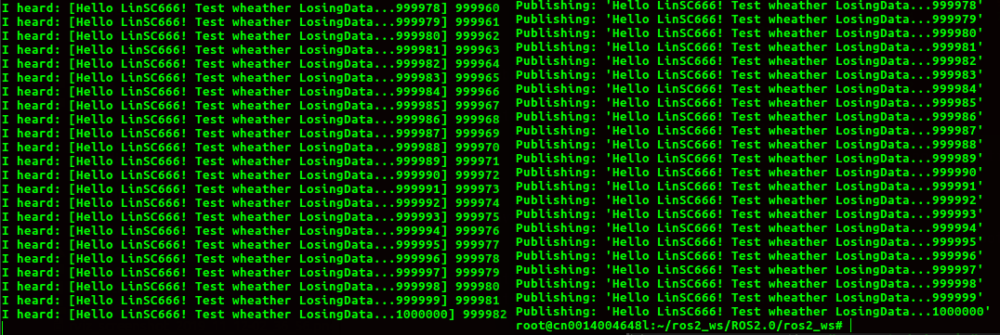 I heard: [Hello LinSC666! Test wheather LosingData...999978] 999960
I heard: [Hello LinSC666! Test wheather LosingData...999979] 999961
I heard: [Hello LinSC666! Test wheather LosingData...999980] 999962
I heard: [Hello LinSC666! Test wheather LosingData...999981] 999963
I heard: [Hello LinSC666! Test wheather LosingData...999982] 999964
I heard: [Hello LinSC666! Test wheather LosingData...999983] 999965
I heard: [Hello LinSC666! Test wheather LosingData...999984] 999966
I heard: [Hello LinSC666! Test wheather LosingData...999985] 999967
I heard: [Hello LinSC666! Test wheather LosingData...999986] 999968
I heard: [Hello LinSC666! Test wheather LosingData...999987] 999969
I heard: [Hello LinSC666! Test wheather LosingData...999988] 999970
I heard: [Hello LinSC666! Test wheather LosingData...999989] 999971
I heard: [Hello LinSC666! Test wheather LosingData...999990] 999972
I heard: [Hello LinSC666! Test wheather LosingData...999991] 999973
I heard: [Hello LinSC666! Test wheather LosingData...999992] 999974
I heard: [Hello LinSC666! Test wheather LosingData...999993] 999975
I heard: [Hello LinSC666! Test wheather LosingData...999994] 999976
I heard: [Hello LinSC666! Test wheather LosingData...999995] 999977
I heard: [Hello LinSC666! Test wheather LosingData...999996] 999978
I heard: [Hello LinSC666! Test wheather LosingData...999997] 999979
I heard: [Hello LinSC666! Test wheather LosingData...999998] 999980
I heard: [Hello LinSC666! Test wheather LosingData...999999] 999981
I heard: [Hello LinSC666! Test wheather LosingData...1000000] 999982
Publishing: 'Hello LinSC666! Test wheather LosingData...999978'
Publishing: 'Hello LinSC666! Test wheather LosingData...999979'
Publishing: 'Hello LinSC666! Test wheather LosingData...999980'
Publishing: 'Hello LinSC666! Test wheather LosingData...999981'
Publishing: 'Hello LinSC666! Test wheather LosingData...999982'
Publishing: 'Hello LinSC666! Test wheather LosingData...999983'
Publishing: 'Hello LinSC666! Test wheather LosingData...999984'
Publishing: 'Hello LinSC666! Test wheather LosingData...999985'
Publishing: 'Hello LinSC666! Test wheather LosingData...999986'
Publishing: 'Hello LinSC666! Test wheather LosingData...999987'
Publishing: 'Hello LinSC666! Test wheather LosingData...999988'
Publishing: 'Hello LinSC666! Test wheather LosingData...999989'
Publishing: 'Hello LinSC666! Test wheather LosingData...999990'
Publishing: 'Hello LinSC666! Test wheather LosingData...999991'
Publishing: 'Hello LinSC666! Test wheather LosingData...999992'
Publishing: 'Hello LinSC666! Test wheather LosingData...999993'
Publishing: 'Hello LinSC666! Test wheather LosingData...999994'
Publishing: 'Hello LinSC666! Test wheather LosingData...999995'
Publishing: 'Hello LinSC666! Test wheather LosingData...999996'
Publishing: 'Hello LinSC666! Test wheather LosingData...999997'
Publishing: 'Hello LinSC666! Test wheather LosingData...999998'
Publishing: 'Hello LinSC666! Test wheather LosingData...999999'
Publishing: 'Hello LinSC666! Test wheather LosingData...1000000'
root@cn0014004648l:~/ros2_ws/ROS2.0/ros2_ws#